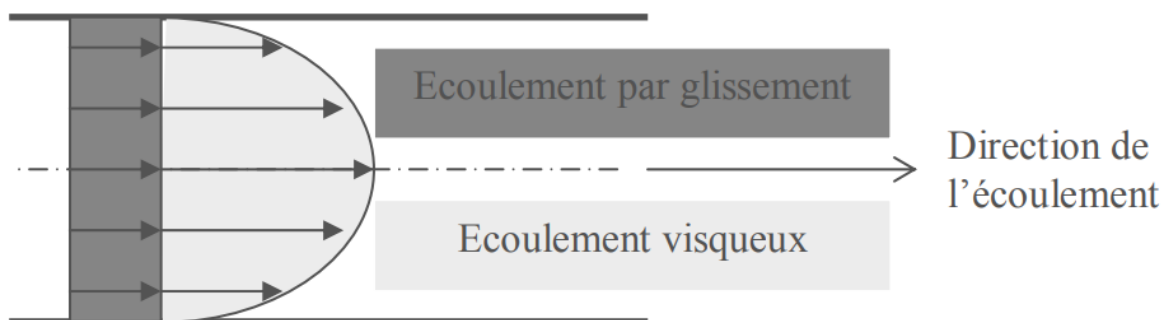 Ecoulement par glissement
Direction de
l’écoulement
Ecoulement visqueux